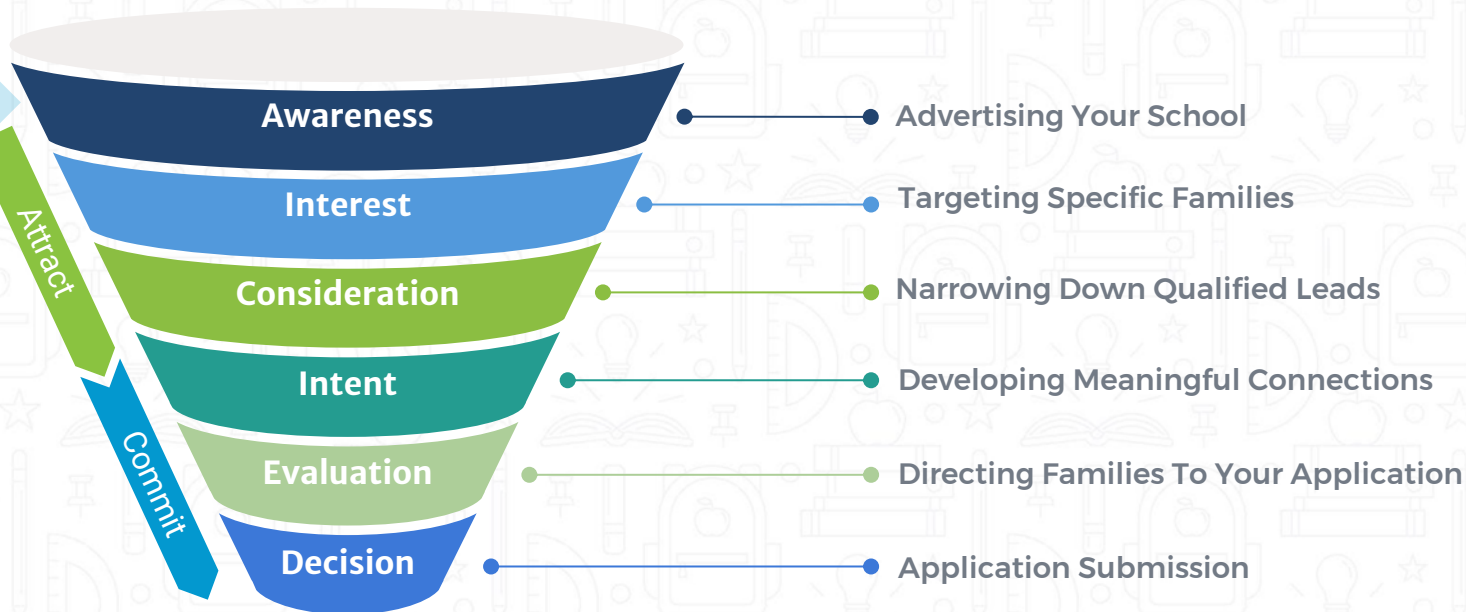 Awareness
Advertising Your School
Interest
Targeting Specific Families
Attract
Consideration
Narrowing Down Qualified Leads
Intent
Developing Meaningful Connections
Commit
Evaluation
Directing Families To Your Application
Decision
Application Submission